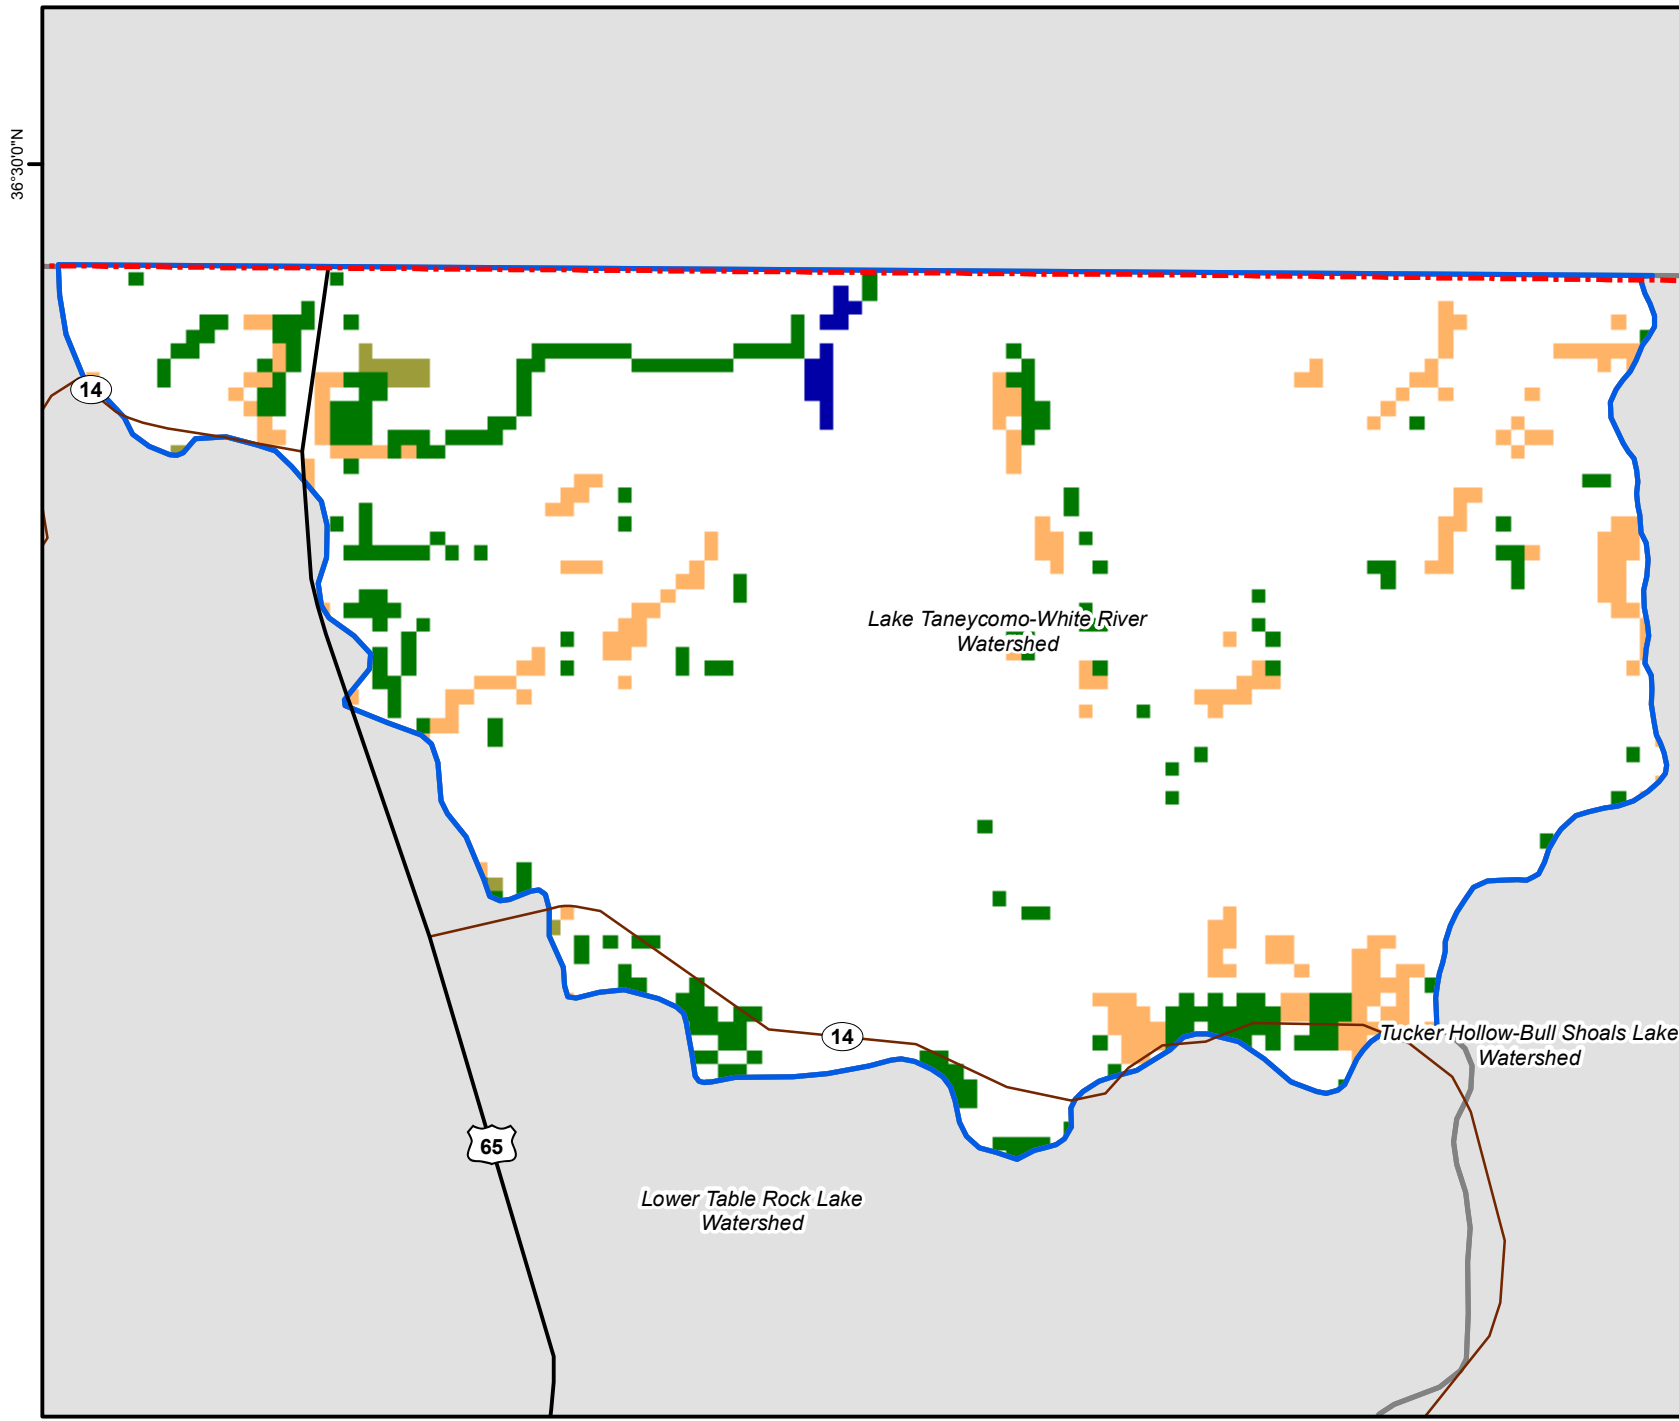 36°30'0"N
14
Lake Taneycomo-White River
Watershed
14
Tucker Hollow-Bull Shoals Lake
Watershed
65
Lower Table Rock Lake
Watershed